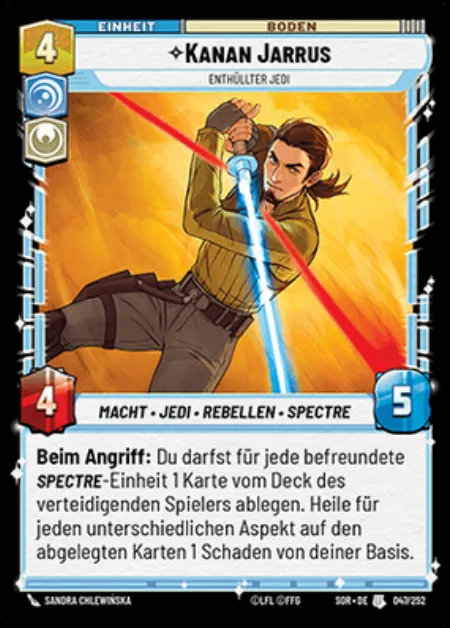 EINHEIT
BODEN
4
✧KANAN JARRUS
ENTHÜLLTER JEDI
4
MACHT • JEDI • REBELLEN • SPECTRE
5
Beim Angriff: Du darfst für jede befreundete
SPECTRE-Einheit 1 Karte vom Deck des
verteidigenden Spielers ablegen. Heile für
jeden unterschiedlichen Aspekt auf den
abgelegten Karten 1 Schaden von deiner Basis.
SANDRA CHLEWIŃSKA
©LFL ©FFG
SOR • DE
047/252